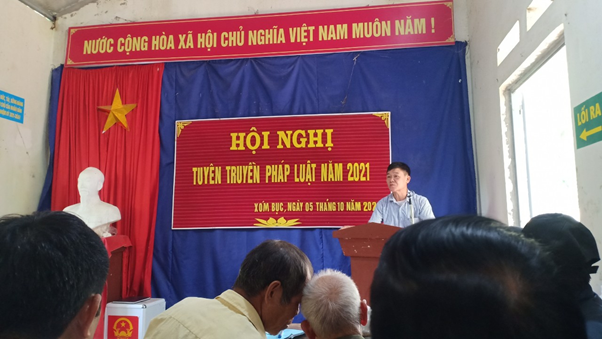 NƯỚC CỘNG HÒA XÃ HỘI CHỦ NGHĨA VIỆT NAM MUÔN NĂM !
HỘI NGHỊ
TUYÊN TRUYỀN PHÁP LUẬT NĂM 2021
XÓM BỤC, NGÀY 05 THÁNG 10 NĂM 202
LỐI RA